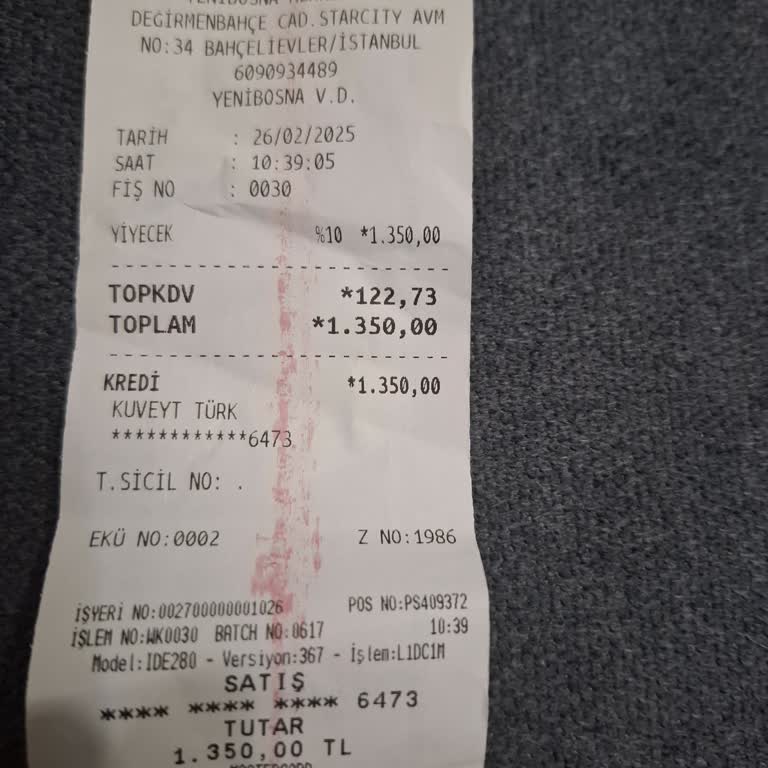 YENİBOSNA
DEĞİRMENBAHÇE CAD.STARCITY AVM
NO:34 BAHÇELİEVLER/İSTANBUL
6090934489
YENİBOSNA V.D.
TARİH : 26/02/2025
SAAT : 10:39:05
FİŞ NO : 0030
YİYECEK %10 *1.350,00
TOPKDV *122,73
TOPLAM *1.350,00
KREDİ *1.350,00
KUVEYT TÜRK
************6473
T.SİCİL NO: .
EKÜ NO:0002 Z NO:1986
İŞYERİ NO:002700000001026 POS NO:PS409372
İŞLEM NO:WK0030 BATCH NO:0617 10:39
Model:IDE280 - Versiyon:367 - İşlem:L1DC1M
SATIŞ
**** **** **** 6473
TUTAR
1.350,00 TL
MASTERCARD